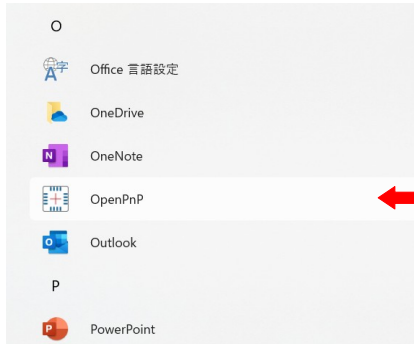 O
Office 言語設定
OneDrive
OneNote
OpenPnP
Outlook
P
PowerPoint